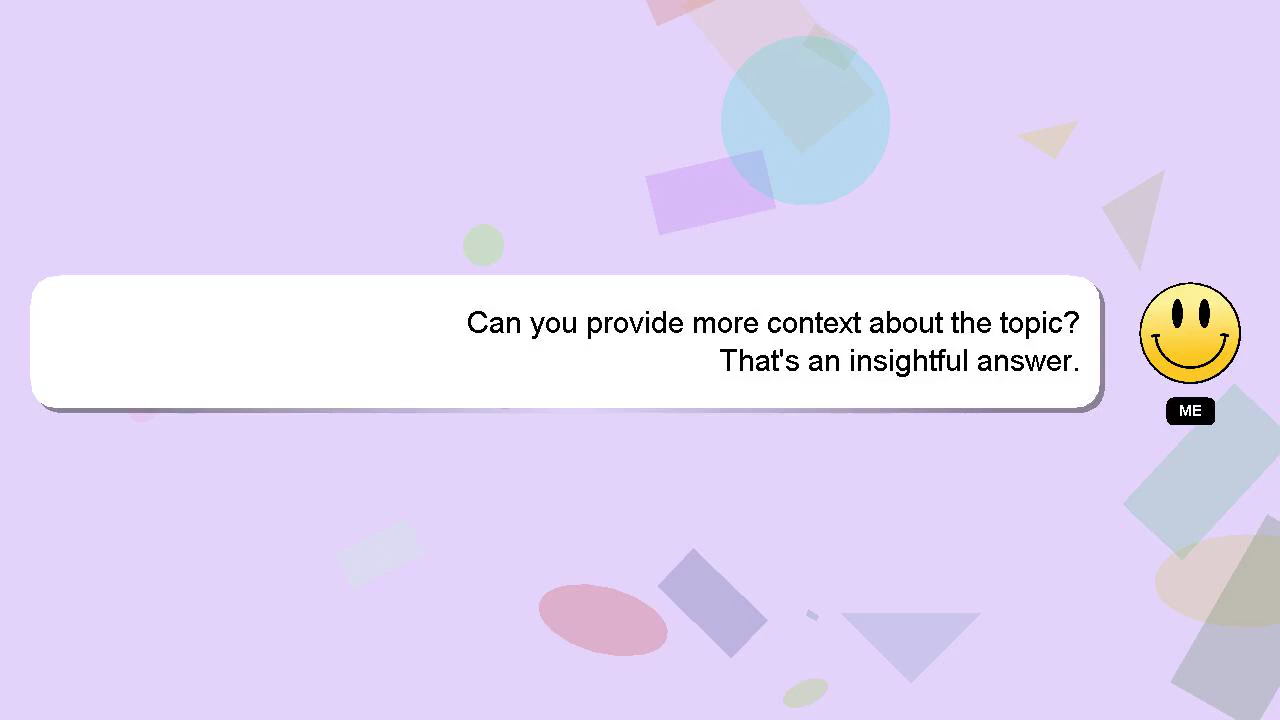 Can you provide more context about the topic?
That's an insightful answer.
ME